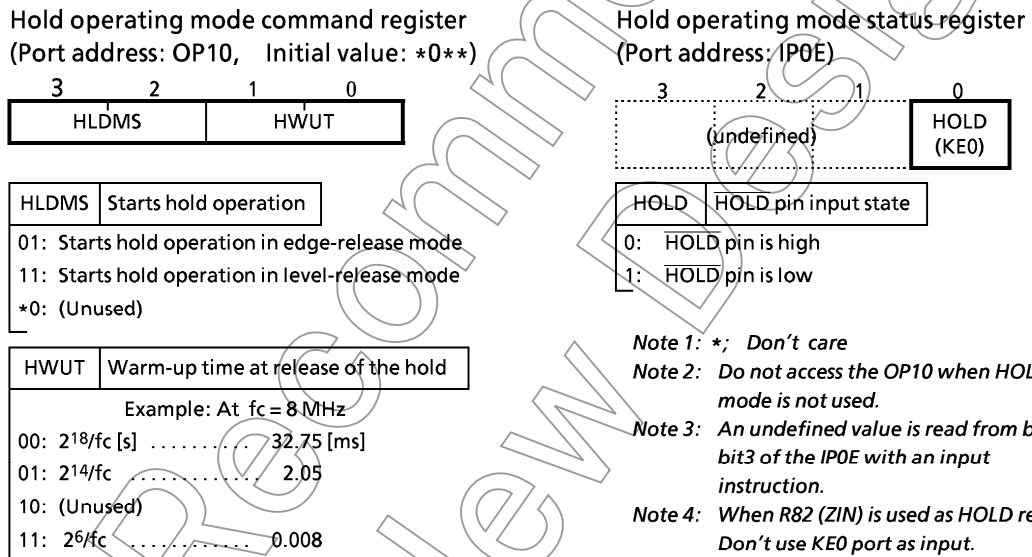 Hold operating mode command register
(Port address: OP10, Initial value: *0**)
3 2 1 0
HLDMS HWUT
HLDMS Starts hold operation
01: Starts hold operation in edge-release mode
11: Starts hold operation in level-release mode
*0: (Unused)
HWUT Warm-up time at release of the hold
Example: At fc = 8 MHz
00: 2^18/fc [s] .......... 32.75 [ms]
01: 2^14/fc ............. 2.05
10: (Unused)
11: 2^6/fc ............. 0.008
Hold operating mode status register
(Port address: IP0E)
3 2 1 0
(undefined) HOLD
(KE0)
HOLD HOLD pin input state
0: HOLD pin is high
1: HOLD pin is low
Note 1: *; Don't care
Note 2: Do not access the OP10 when HOL
mode is not used.
Note 3: An undefined value is read from b
bit3 of the IP0E with an input
instruction.
Note 4: When R82 (ZIN) is used as HOLD re
Don't use KE0 port as input.
Recomm
New Desig